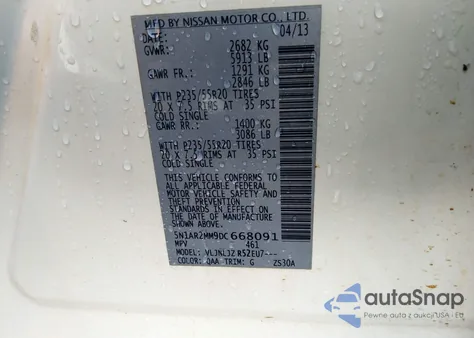 MFD BY NISSAN MOTOR CO., LTD.
DATE: 04/13
GVWR: 2682 KG
5913 LB
GAWR FR.: 1291 KG
2846 LB
WITH P235/55R20 TIRES
20 x 7.5 RIMS AT 35 PSI
COLD SINGLE
GAWR RR.: 1400 KG
3086 LB
WITH P235/55R20 TIRES
20 x 7.5 RIMS AT 35 PSI
COLD SINGLE
THIS VEHICLE CONFORMS TO
ALL APPLICABLE FEDERAL
MOTOR VEHICLE SAFETY AND
THEFT PREVENTION
STANDARDS IN EFFECT ON
THE DATE OF MANUFACTURE
SHOWN ABOVE.
5N1AR2MM9DC668091
MPV 461
MODEL: VLJNLJZ R52EU7---
COLOR: QAA TRIM: G ZS30A
autoSnap
Pewne auto z USA - EU